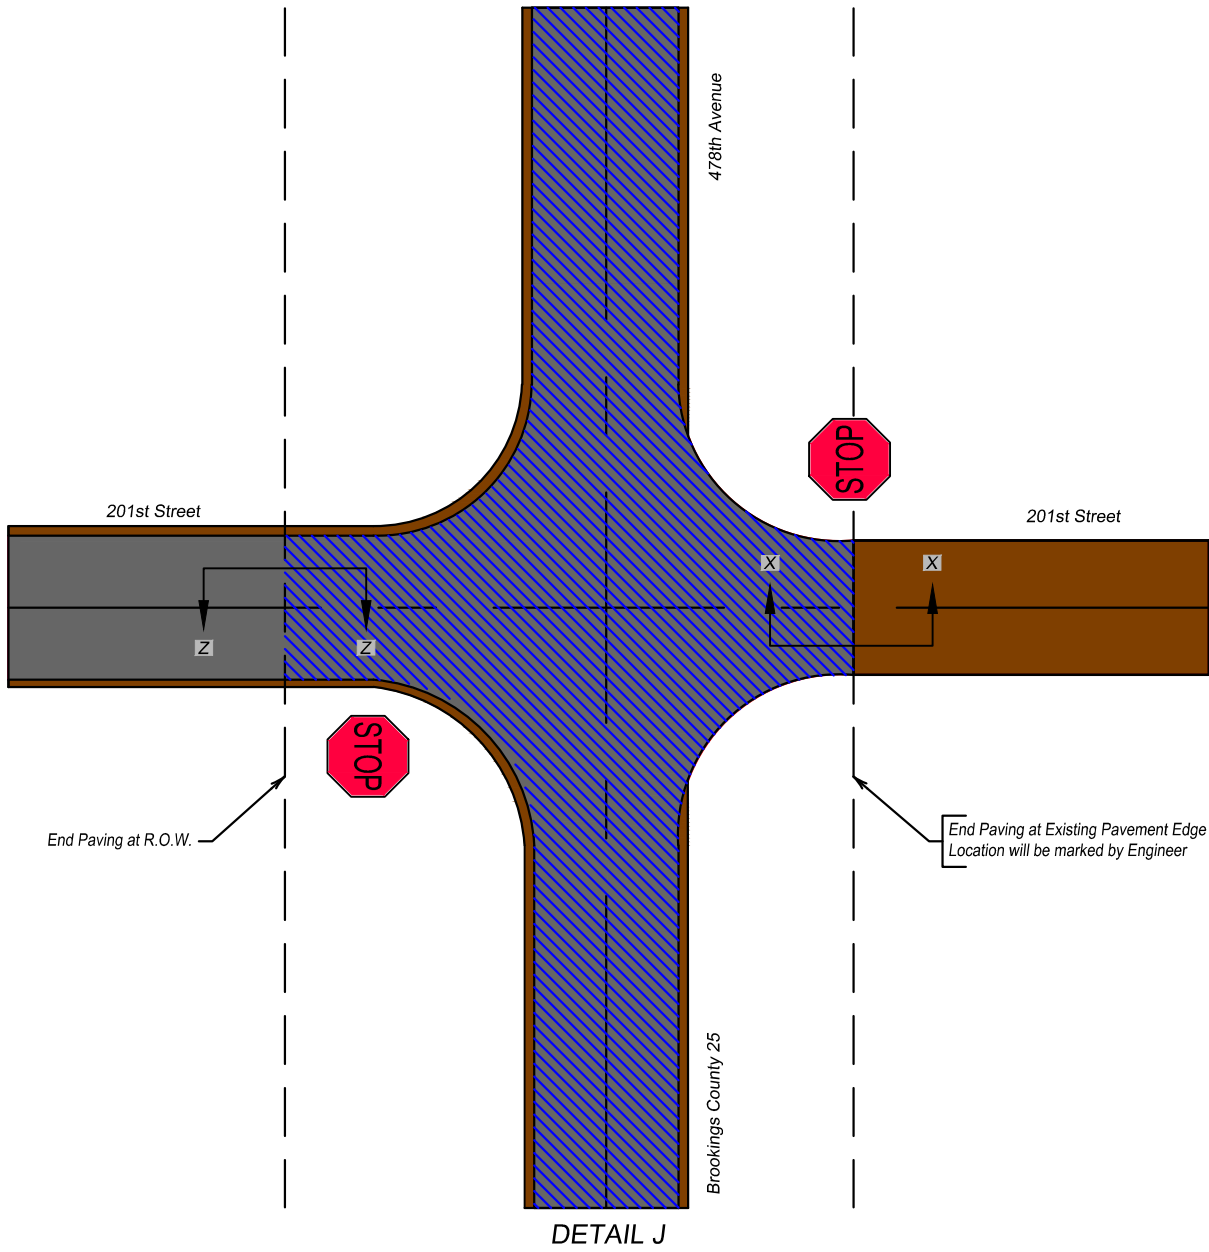 478th Avenue
STOP
201st Street
201st Street
X
X
Z
Z
STOP
End Paving at R.O.W.
End Paving at Existing Pavement Edge
Location will be marked by Engineer
Brookings County 25
DETAIL J